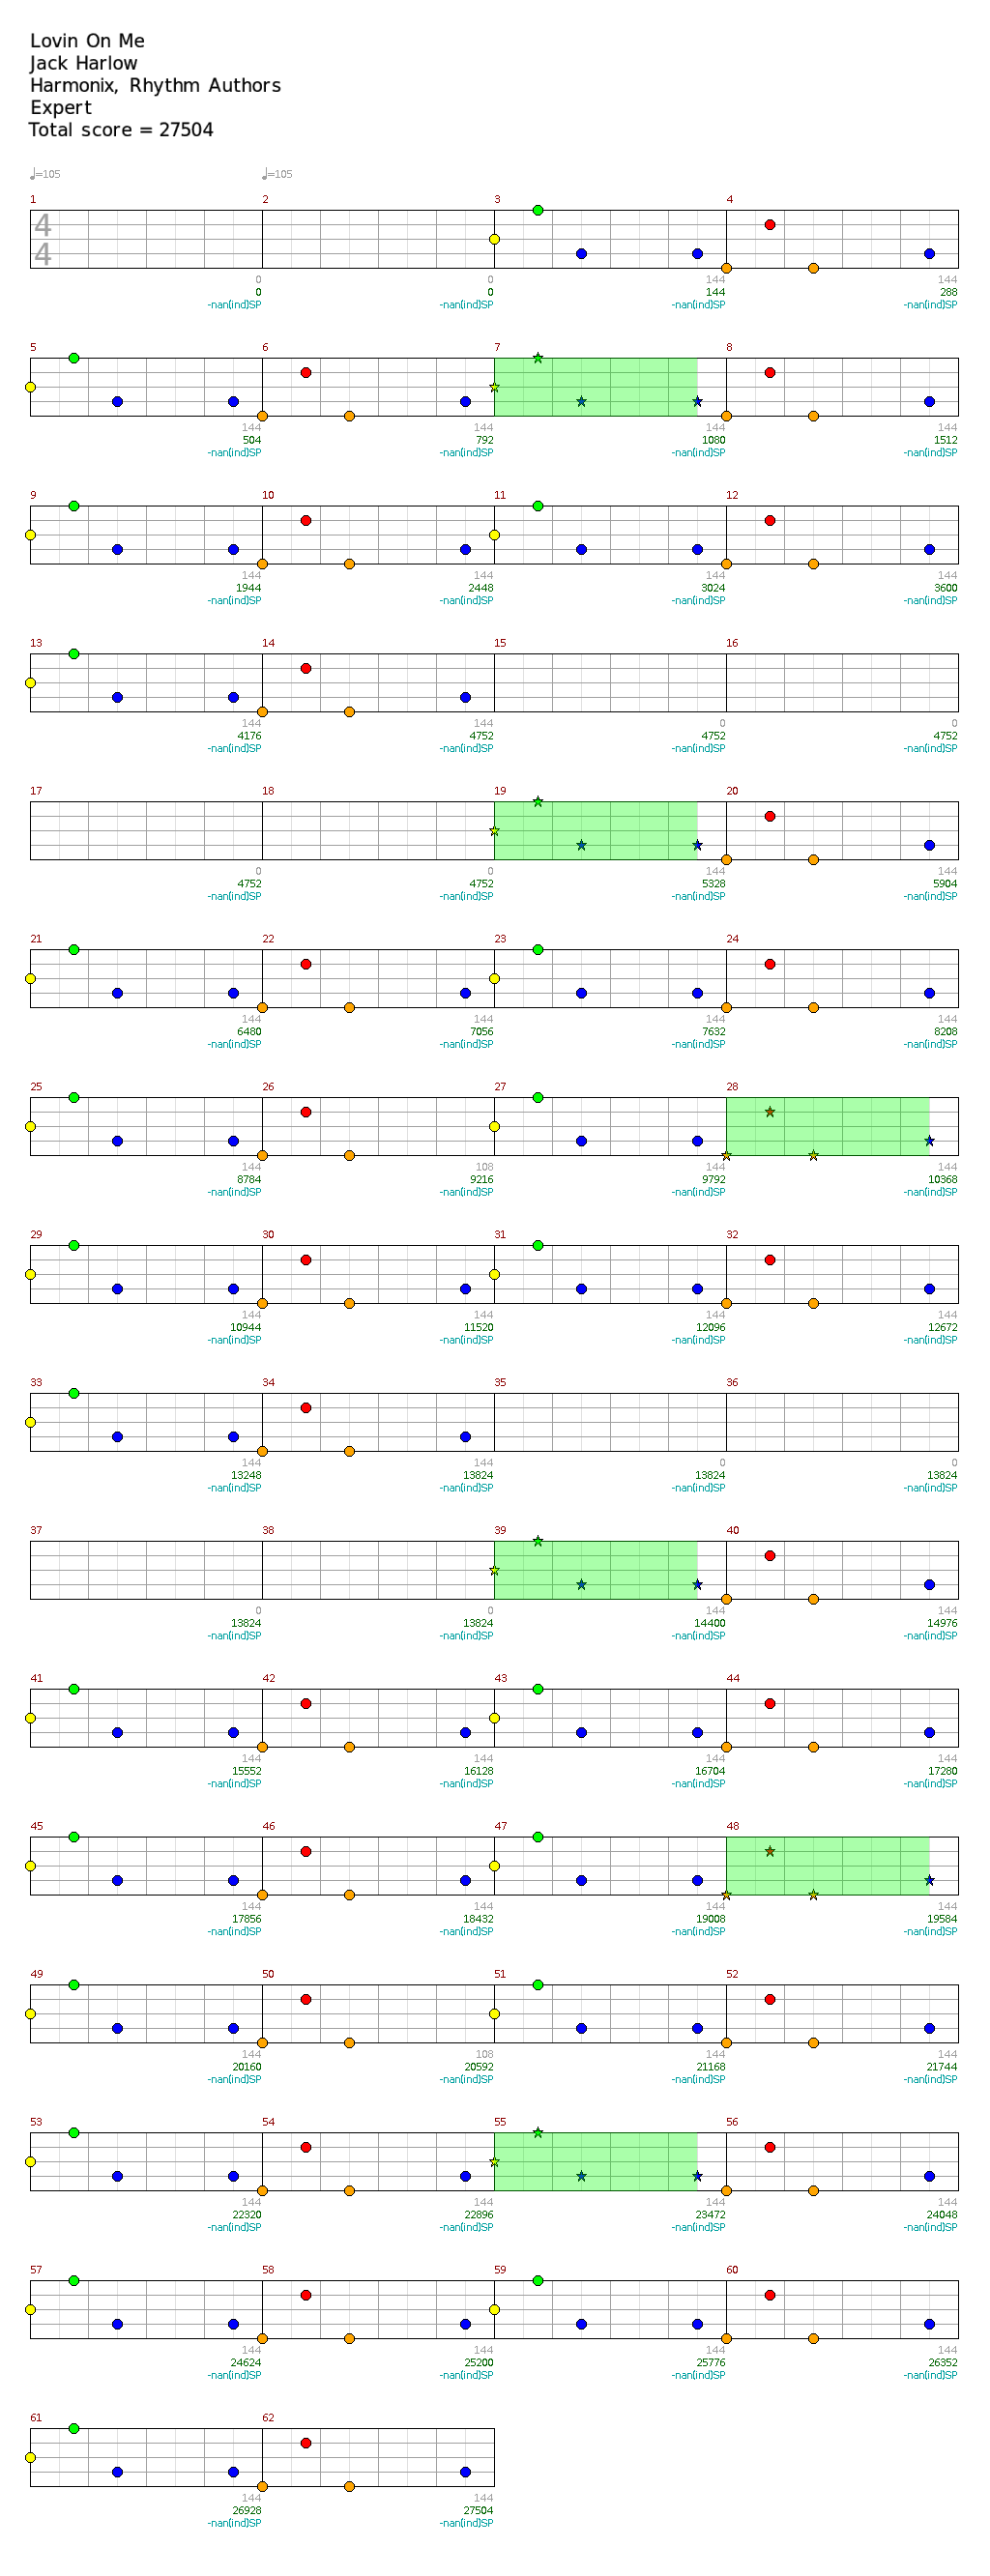 Lovin On Me
Jack Harlow
Harmonix, Rhythm Authors
Expert
Total score = 27504
♩=105 ♩=105
1 2 3 4
4
4
0 0 144 144
0 0 144 288
-nan(ind)SP -nan(ind)SP -nan(ind)SP -nan(ind)SP
5 6 7 8
144 144 144 144
504 792 1080 1512
-nan(ind)SP -nan(ind)SP -nan(ind)SP -nan(ind)SP
9 10 11 12
144 144 144 144
1944 2448 3024 3600
-nan(ind)SP -nan(ind)SP -nan(ind)SP -nan(ind)SP
13 14 15 16
144 144 0 0
4176 4752 4752 4752
-nan(ind)SP -nan(ind)SP -nan(ind)SP -nan(ind)SP
17 18 19 20
0 0 144 144
4752 4752 5328 5904
-nan(ind)SP -nan(ind)SP -nan(ind)SP -nan(ind)SP
21 22 23 24
144 144 144 144
6480 7056 7632 8208
-nan(ind)SP -nan(ind)SP -nan(ind)SP -nan(ind)SP
25 26 27 28
144 108 144 144
8784 9216 9792 10368
-nan(ind)SP -nan(ind)SP -nan(ind)SP -nan(ind)SP
29 30 31 32
144 144 144 144
10944 11520 12096 12672
-nan(ind)SP -nan(ind)SP -nan(ind)SP -nan(ind)SP
33 34 35 36
144 144 0 0
13248 13824 13824 13824
-nan(ind)SP -nan(ind)SP -nan(ind)SP -nan(ind)SP
37 38 39 40
0 0 144 144
13824 13824 14400 14976
-nan(ind)SP -nan(ind)SP -nan(ind)SP -nan(ind)SP
41 42 43 44
144 144 144 144
15552 16128 16704 17280
-nan(ind)SP -nan(ind)SP -nan(ind)SP -nan(ind)SP
45 46 47 48
144 144 144 144
17856 18432 19008 19584
-nan(ind)SP -nan(ind)SP -nan(ind)SP -nan(ind)SP
49 50 51 52
144 108 144 144
20160 20592 21168 21744
-nan(ind)SP -nan(ind)SP -nan(ind)SP -nan(ind)SP
53 54 55 56
144 144 144 144
22320 22896 23472 24048
-nan(ind)SP -nan(ind)SP -nan(ind)SP -nan(ind)SP
57 58 59 60
144 144 144 144
24624 25200 25776 26352
-nan(ind)SP -nan(ind)SP -nan(ind)SP -nan(ind)SP
61 62
144 144
26928 27504
-nan(ind)SP -nan(ind)SP